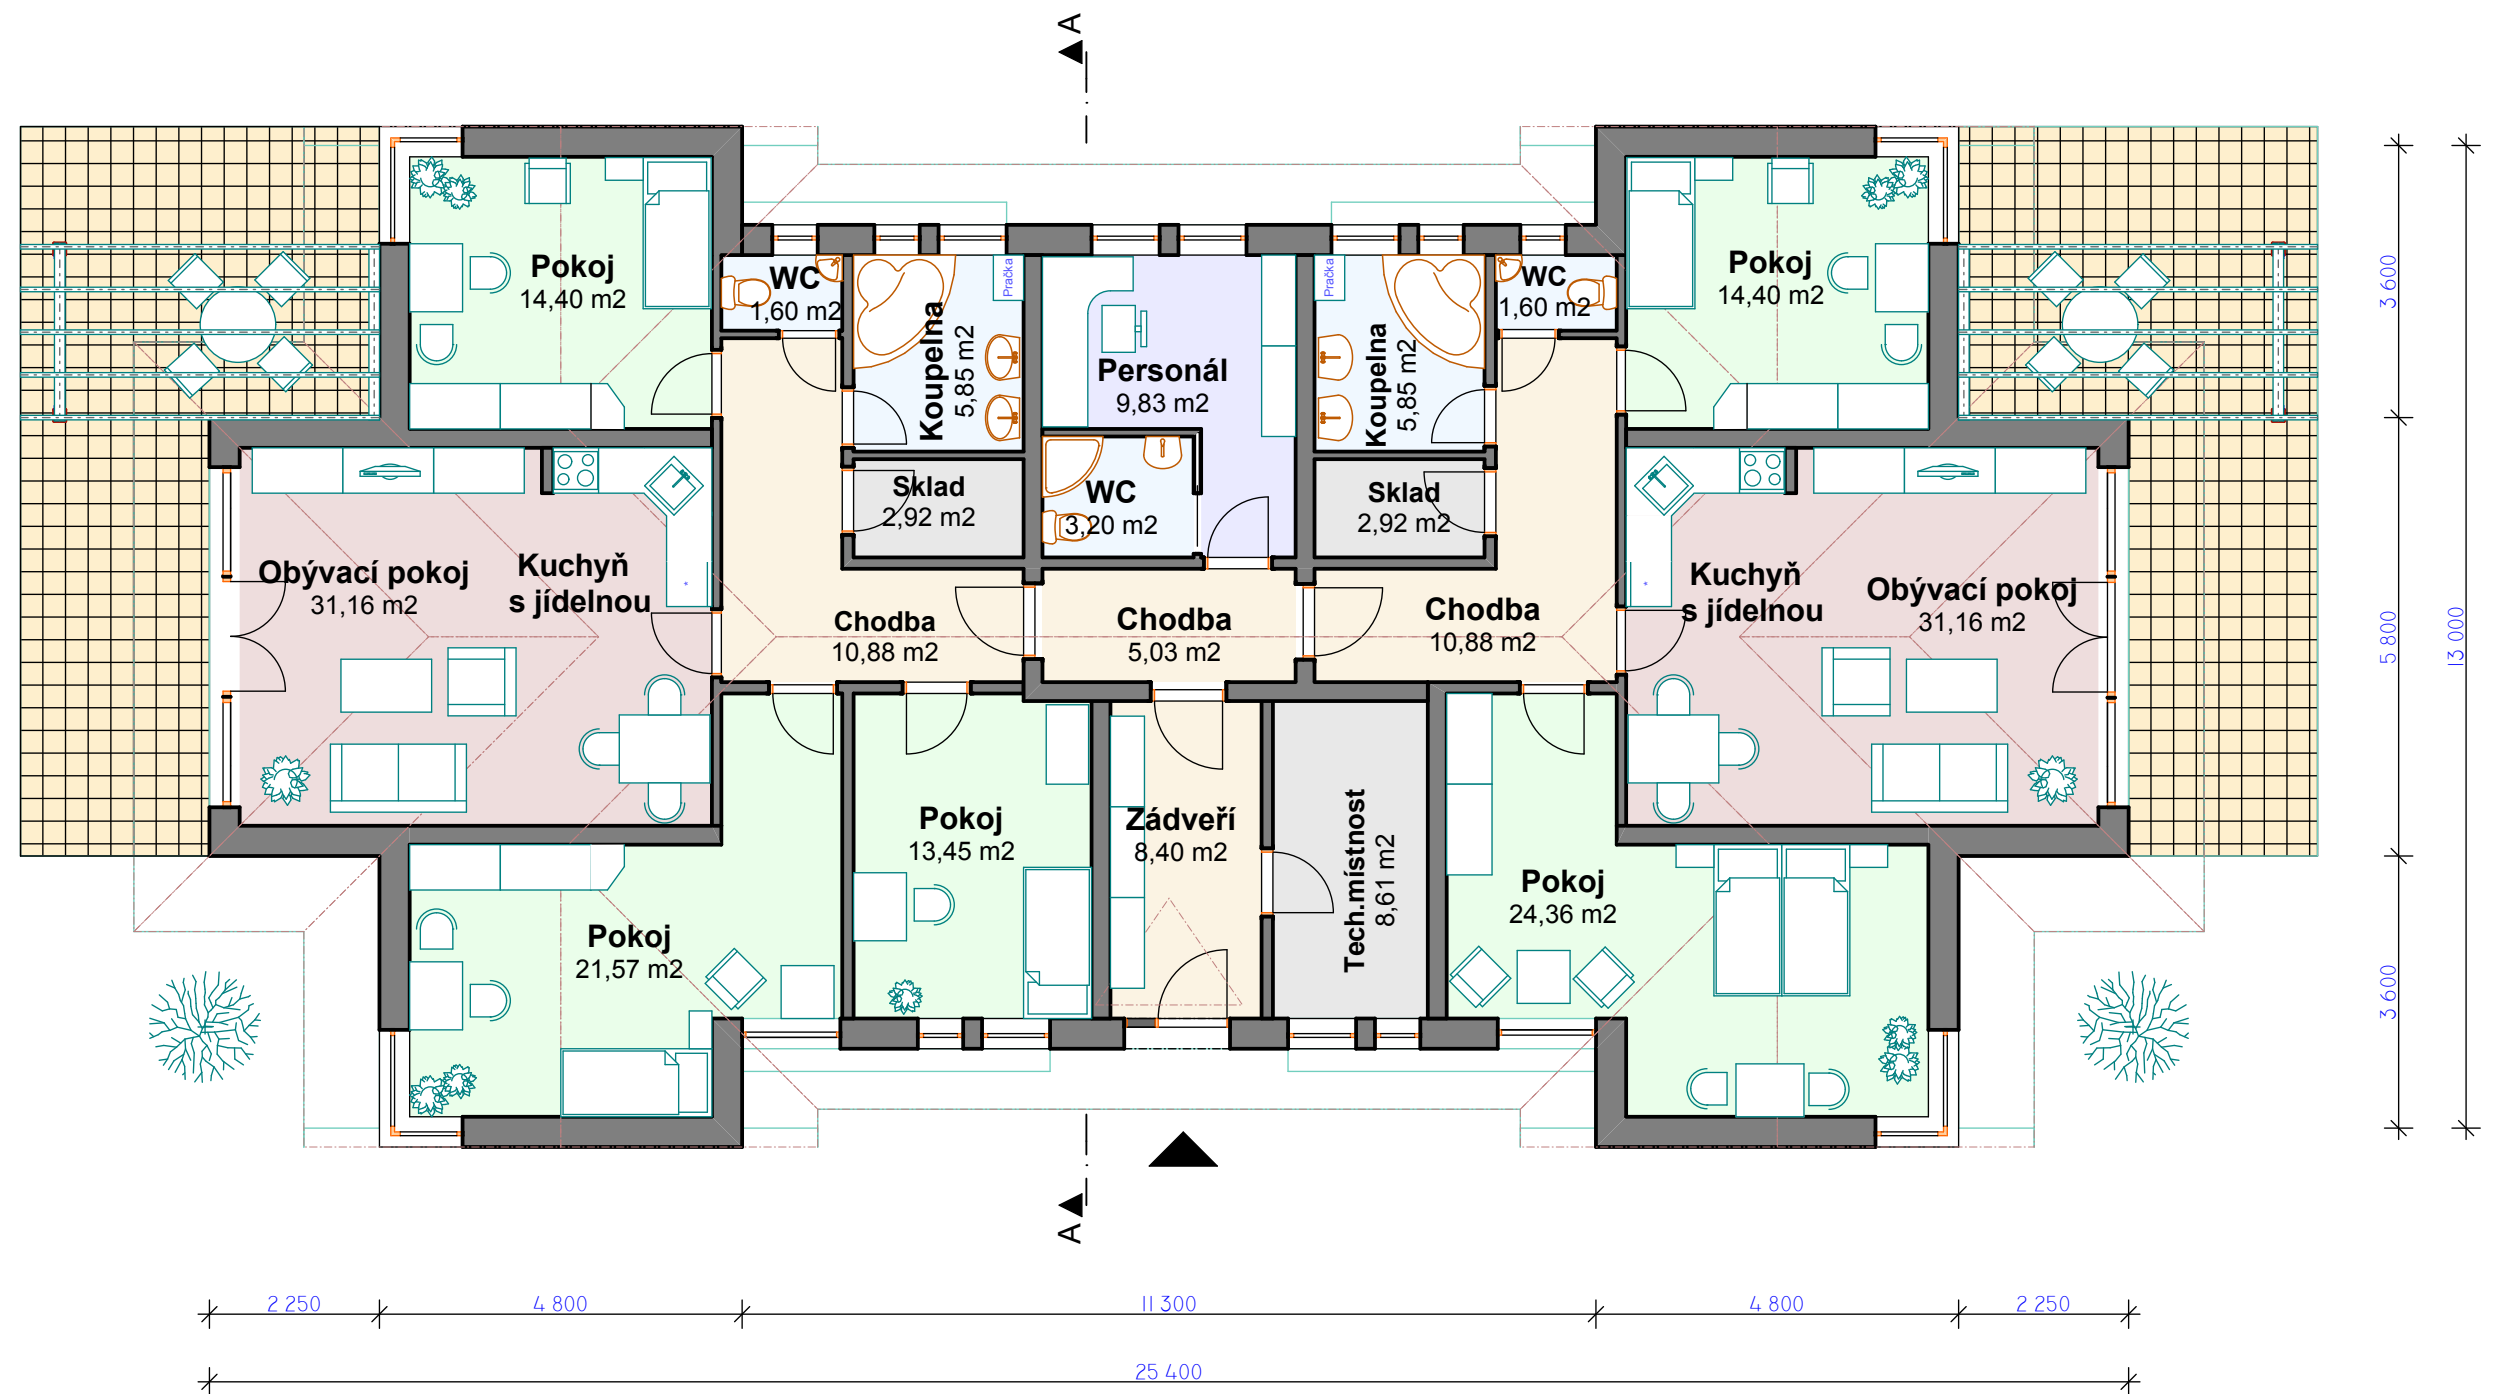 A
Pokoj
14,40 m2
WC
1,60 m2
Koupelna
5,85 m2
Pračka
Personál
9,83 m2
Pračka
Koupelna
5,85 m2
WC
1,60 m2
Pokoj
14,40 m2
3 600
Sklad
2,92 m2
WC
3,20 m2
Sklad
2,92 m2
Obývací pokoj
31,16 m2
Kuchyň
s jídelnou
Chodba
10,88 m2
Chodba
5,03 m2
Chodba
10,88 m2
Kuchyň
s jídelnou
Obývací pokoj
31,16 m2
5 800
13 000
Pokoj
21,57 m2
Pokoj
13,45 m2
Zádveří
8,40 m2
Tech.místnost
8,61 m2
Pokoj
24,36 m2
3 600
A
2 250
4 800
11 300
4 800
2 250
25 400